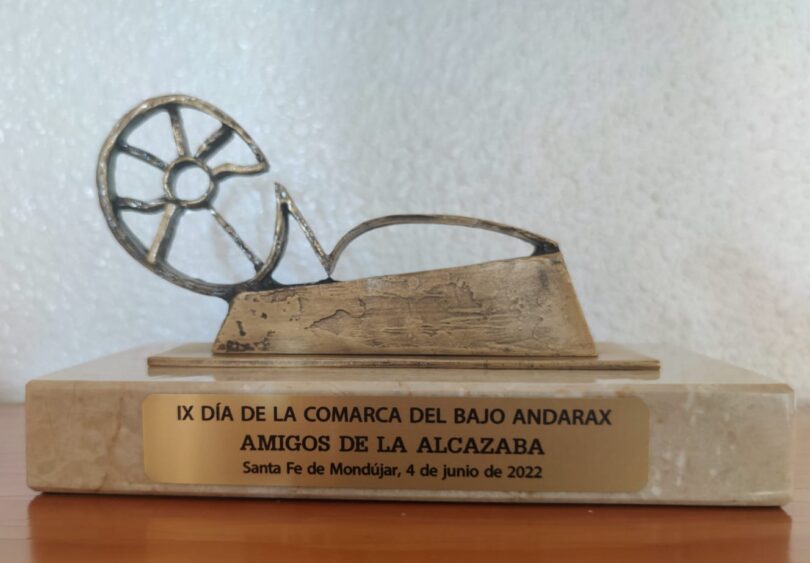 IX DÍA DE LA COMARCA DEL BAJO ANDARAX
AMIGOS DE LA ALCAZABA
Santa Fe de Mondújar, 4 de junio de 2022